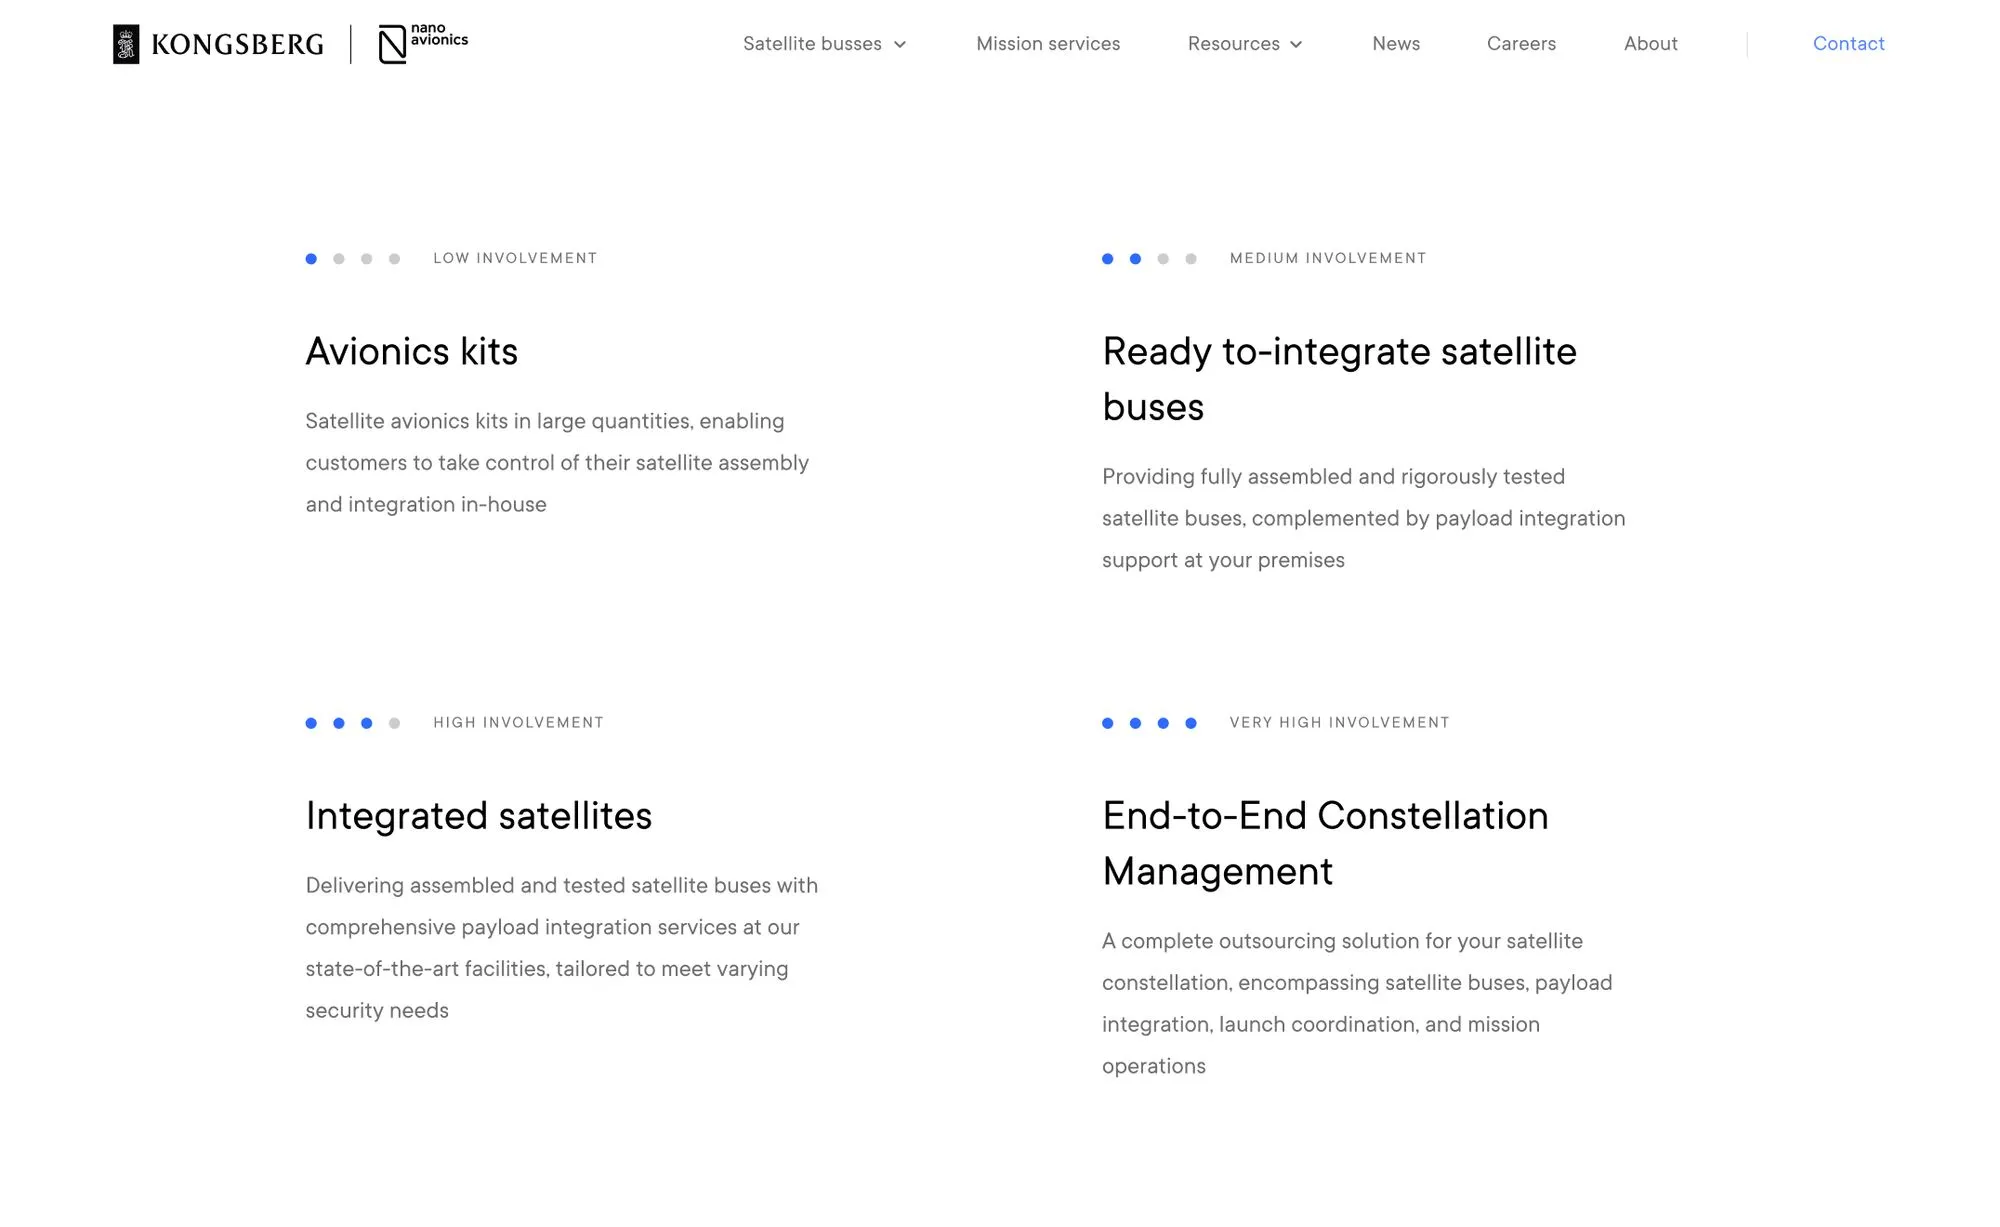 KONGSBERG
nano
avionics
Satellite busses
Mission services
Resources
News
Careers
About
Contact
LOW INVOLVEMENT
Avionics kits
Satellite avionics kits in large quantities, enabling
customers to take control of their satellite assembly
and integration in-house
MEDIUM INVOLVEMENT
Ready to-integrate satellite
buses
Providing fully assembled and rigorously tested
satellite buses, complemented by payload integration
support at your premises
HIGH INVOLVEMENT
Integrated satellites
Delivering assembled and tested satellite buses with
comprehensive payload integration services at our
state-of-the-art facilities, tailored to meet varying
security needs
VERY HIGH INVOLVEMENT
End-to-End Constellation
Management
A complete outsourcing solution for your satellite
constellation, encompassing satellite buses, payload
integration, launch coordination, and mission
operations